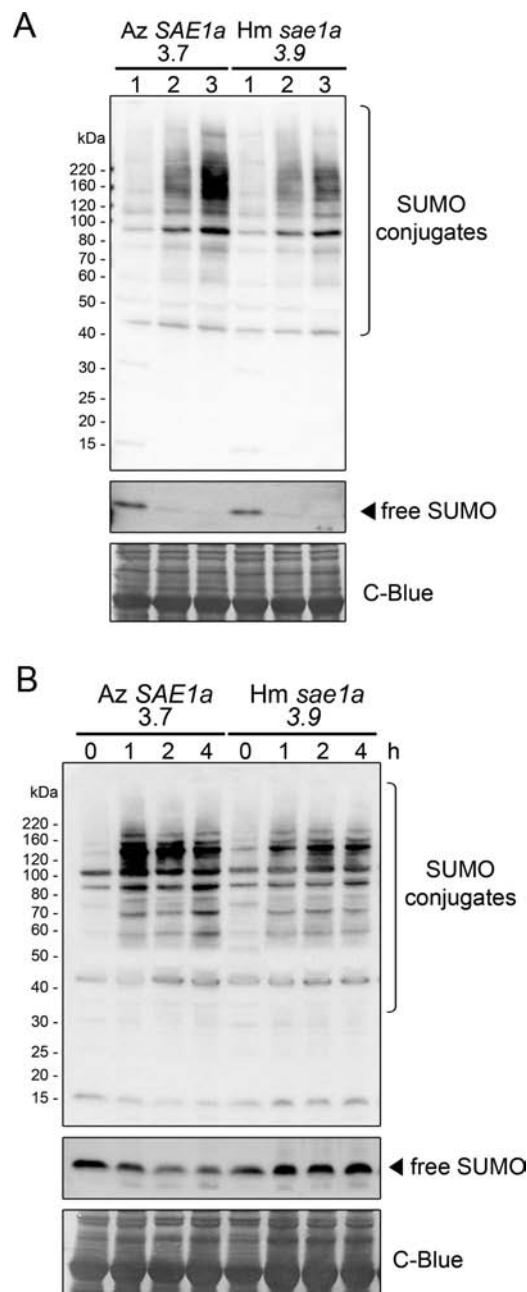 A
Az SAE1a Hm sae1a
3.7 3.9
1 2 3 1 2 3
kDa
220 -
160 -
120 -
100 -
80 -
70 -
60 -
50 -
40 -
30 -
25 -
20 -
15 -
SUMO
conjugates
◀ free SUMO
C-Blue
B
Az SAE1a Hm sae1a
3.7 3.9
0 1 2 4 0 1 2 4 h
kDa
220 -
160 -
120 -
100 -
80 -
70 -
60 -
50 -
40 -
30 -
25 -
20 -
15 -
SUMO
conjugates
◀ free SUMO
C-Blue